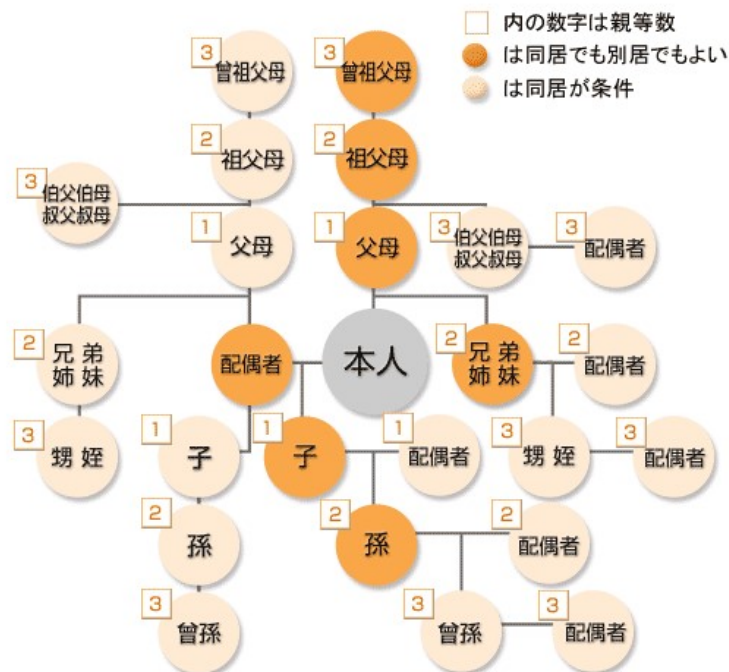 □ 内の数字は親等数
は同居でも別居でもよい
は同居が条件
3 曾祖父母
3 曾祖父母
2 祖父母
2 祖父母
3 伯父伯母
叔父叔母
1 父母
1 父母
3 伯父伯母
叔父叔母
3 配偶者
2 兄 弟
姉 妹
配偶者
本人
2 兄 弟
姉 妹
2 配偶者
3 甥 姪
1 子
1 子
1 配偶者
3 甥 姪
3 配偶者
2 孫
2 孫
2 配偶者
3 曾孫
3 曾孫
3 配偶者